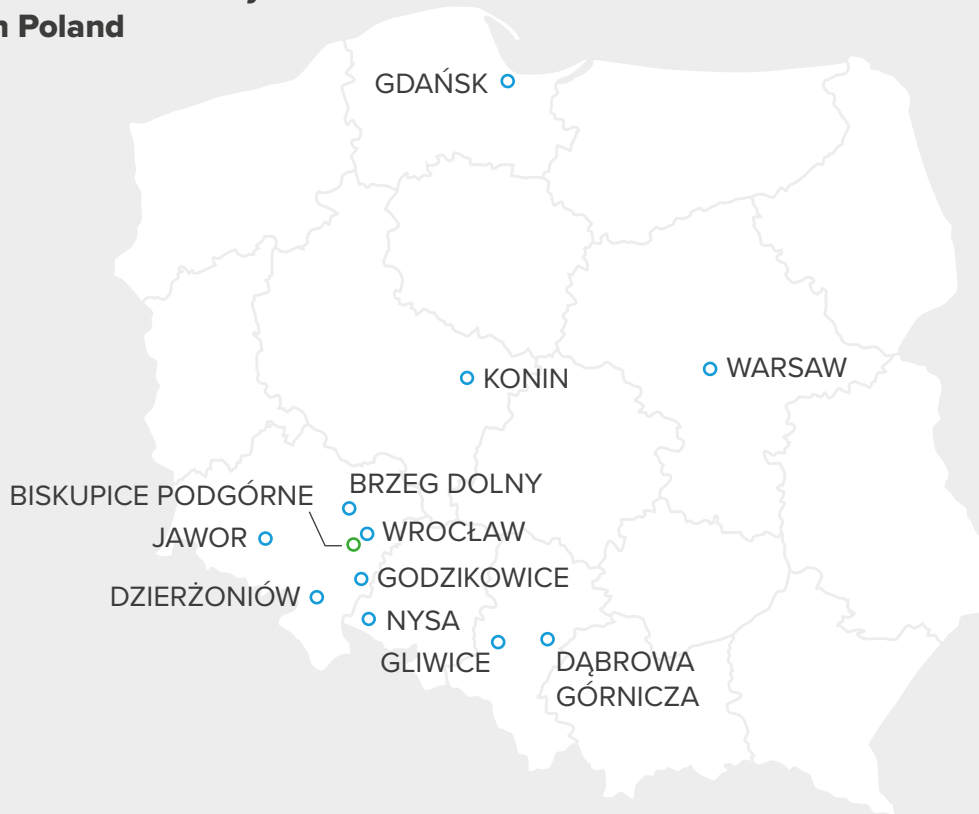 Poland
GDAŃSK
KONIN
WARSAW
BISKUPICE PODGÓRNE
BRZEG DOLNY
JAWOR
WROCŁAW
DZIERŻONIÓW
GODZIKOWICE
NYSA
GLIWICE
DĄBROWA
GÓRNICZA